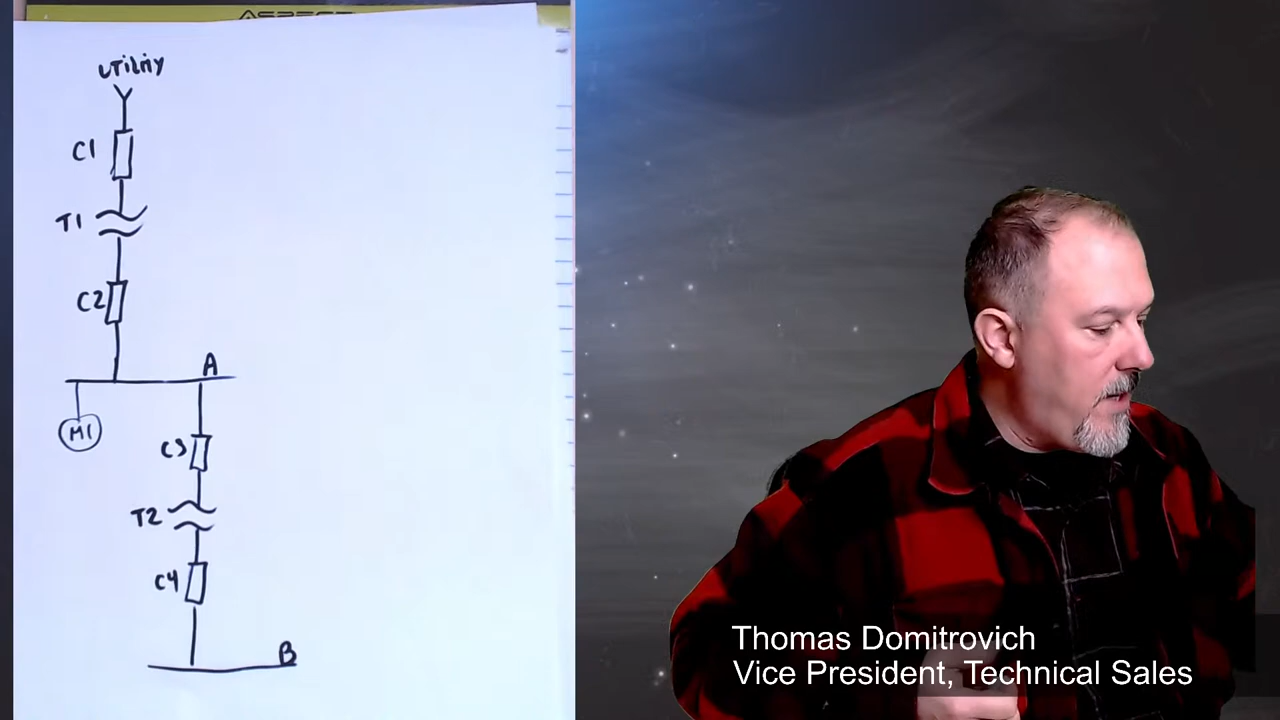 utility
C1
T1
C2
A
M1
C3
T2
C4
B
Thomas Domitrovich
Vice President, Technical Sales